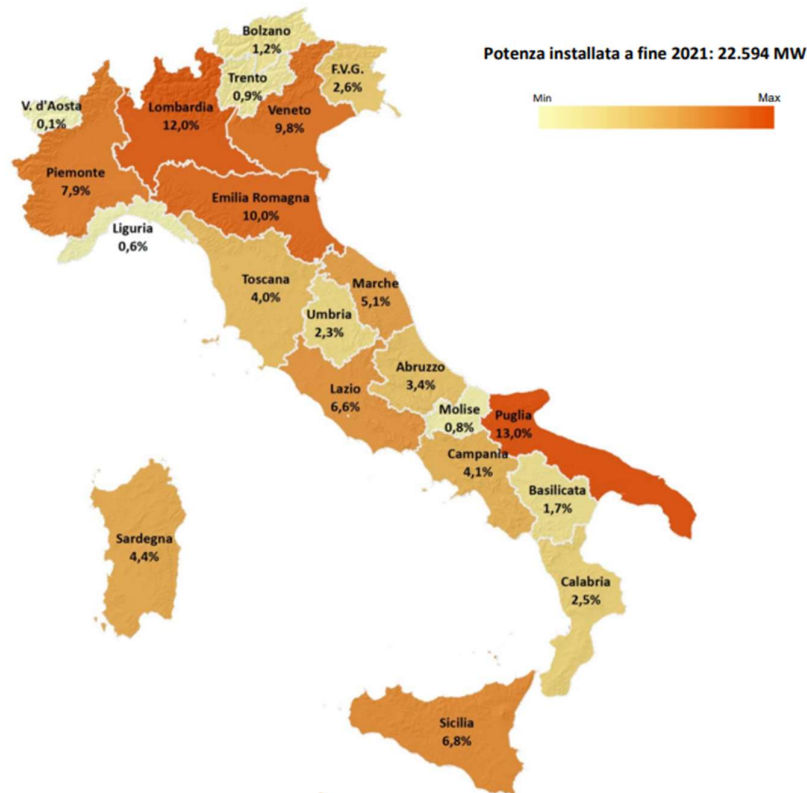 Potenza installata a fine 2021: 22.594 MW
Min
Max
Bolzano
1,2%
Trento
0,9%
F.V.G.
2,6%
V. d'Aosta
0,1%
Lombardia
12,0%
Veneto
9,8%
Piemonte
7,9%
Emilia Romagna
10,0%
Liguria
0,6%
Toscana
4,0%
Marche
5,1%
Umbria
2,3%
Abruzzo
3,4%
Lazio
6,6%
Molise
0,8%
Puglia
13,0%
Campania
4,1%
Basilicata
1,7%
Sardegna
4,4%
Calabria
2,5%
Sicilia
6,8%